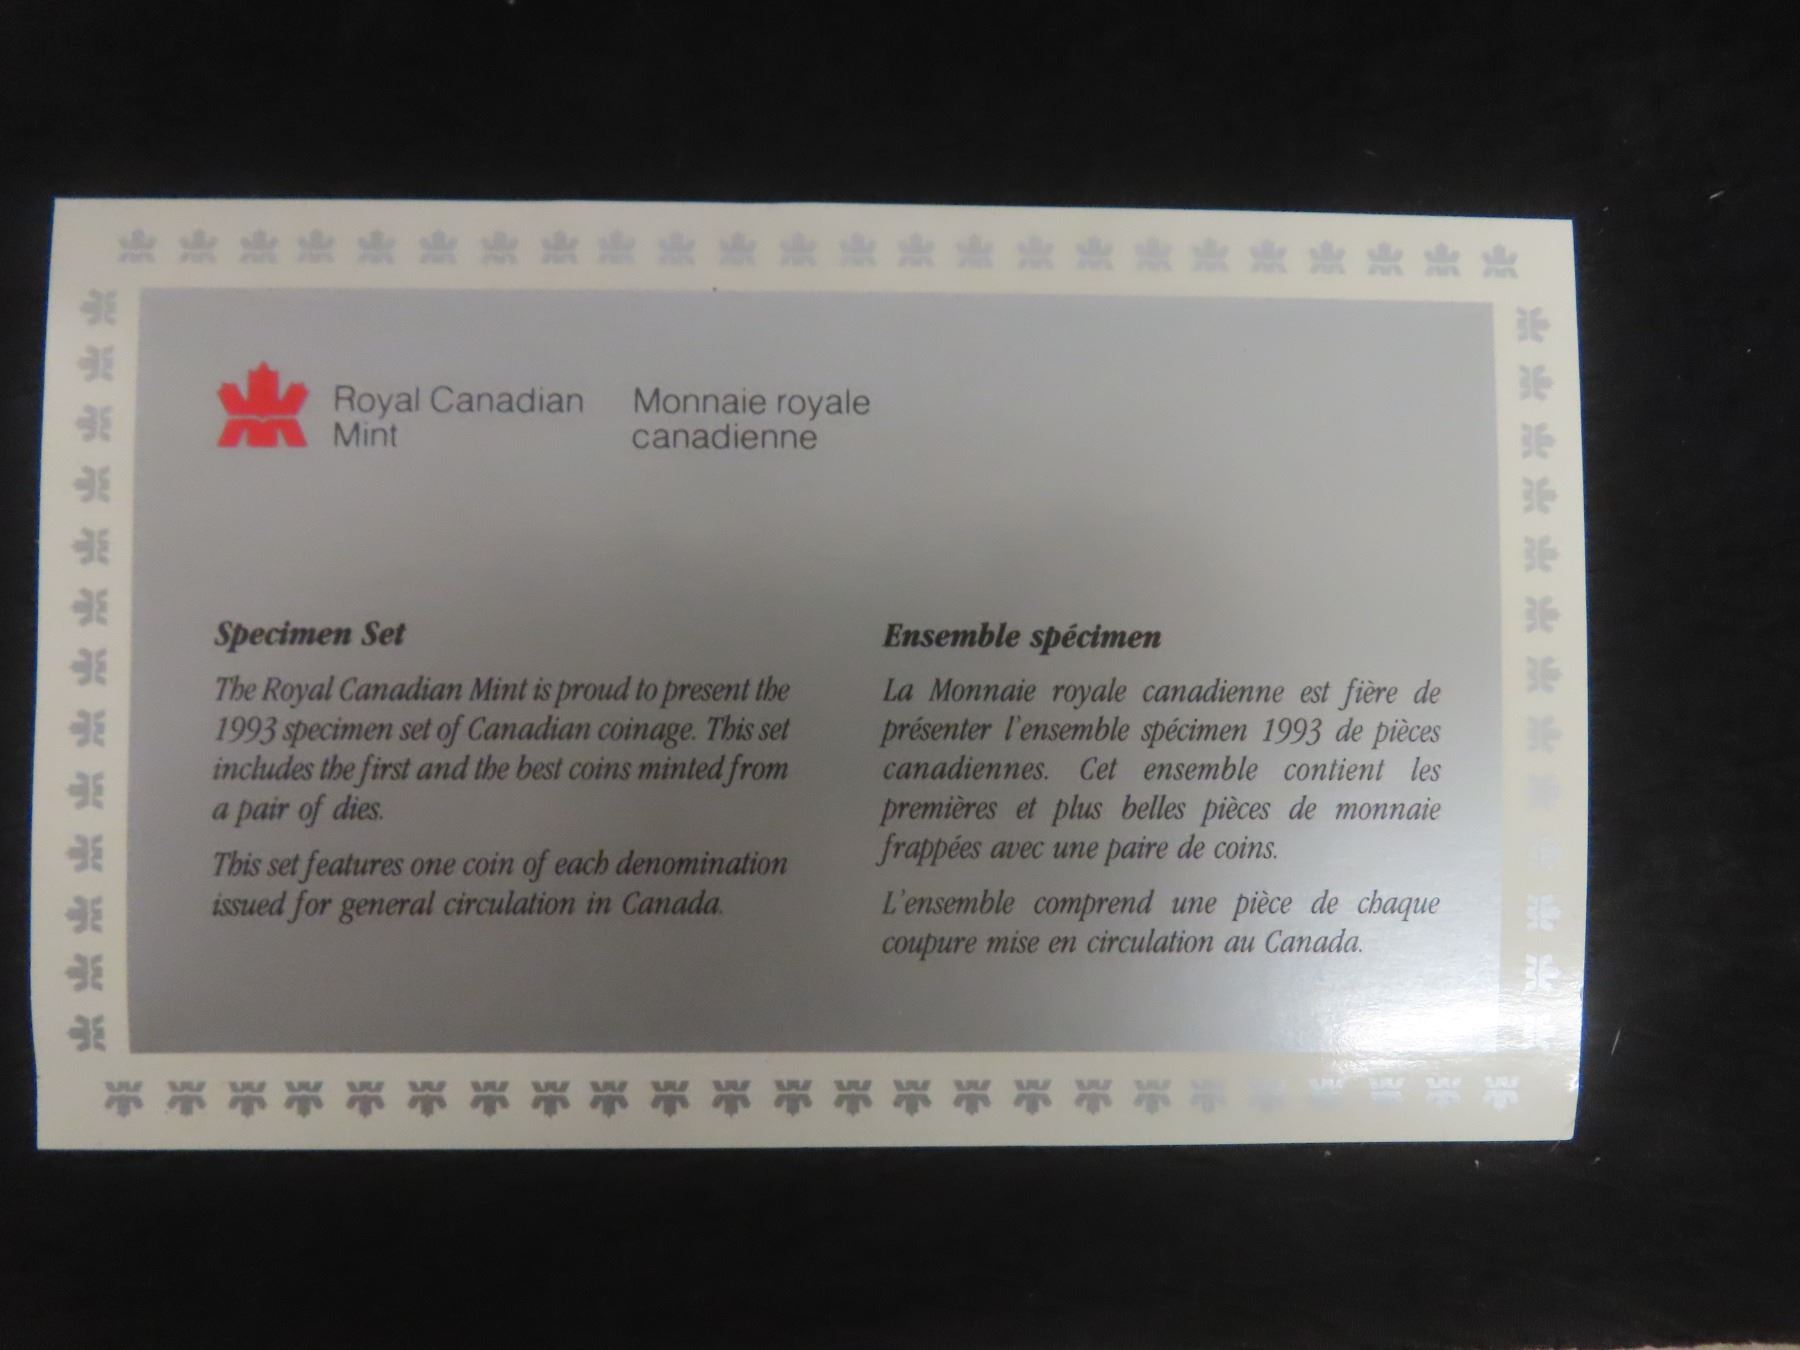 Royal Canadian
Mint
Monnaie royale
canadienne
Specimen Set
The Royal Canadian Mint is proud to present the
1993 specimen set of Canadian coinage. This set
includes the first and the best coins minted from
a pair of dies.
This set features one coin of each denomination
issued for general circulation in Canada.
Ensemble spécimen
La Monnaie royale canadienne est fière de
présenter l'ensemble spécimen 1993 de pièces
canadiennes. Cet ensemble contient les
premières et plus belles pièces de monnaie
frappées avec une paire de coins.
L'ensemble comprend une pièce de chaque
coupure mise en circulation au Canada.